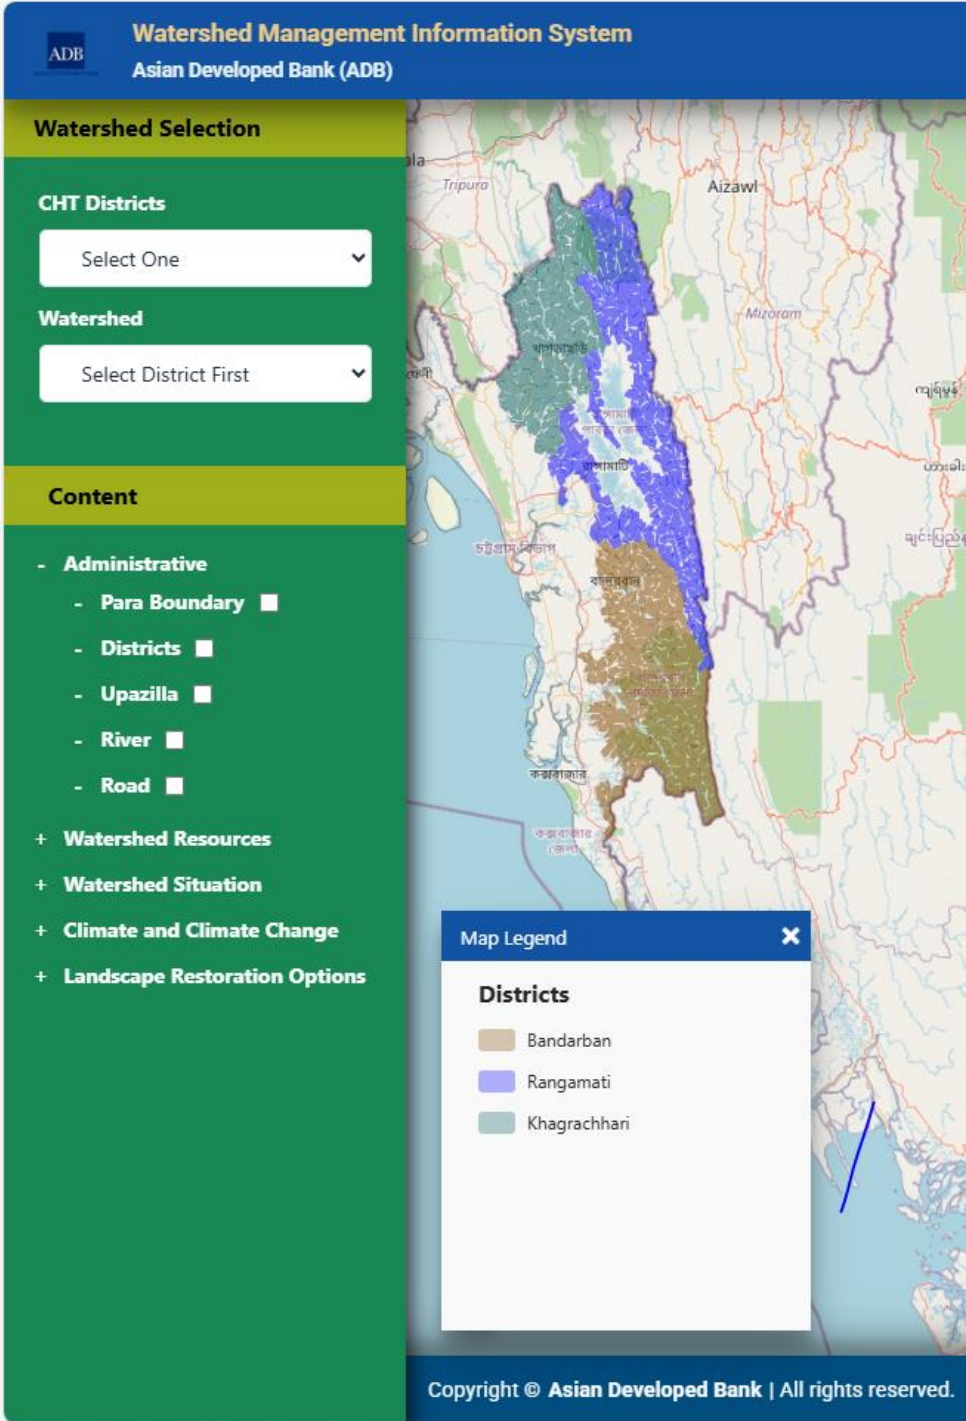 ADB
Watershed Management Information System
Asian Developed Bank (ADB)
Watershed Selection
CHT Districts
Select One
Watershed
Select District First
Content
- Administrative
- Para Boundary
- Districts
- Upazilla
- River
- Road
+ Watershed Resources
+ Watershed Situation
+ Climate and Climate Change
+ Landscape Restoration Options
ala
Tripura
Aizawl
Mizoram
খাগড়াছড়ি
ফেনী
রাঙ্গামাটি
চট্টগ্রাম বিভাগ
বান্দরবান
কক্সবাজার
কক্সবাজার
জেলা
Map Legend
Districts
Bandarban
Rangamati
Khagrachhari
Copyright © Asian Developed Bank | All rights reserved.